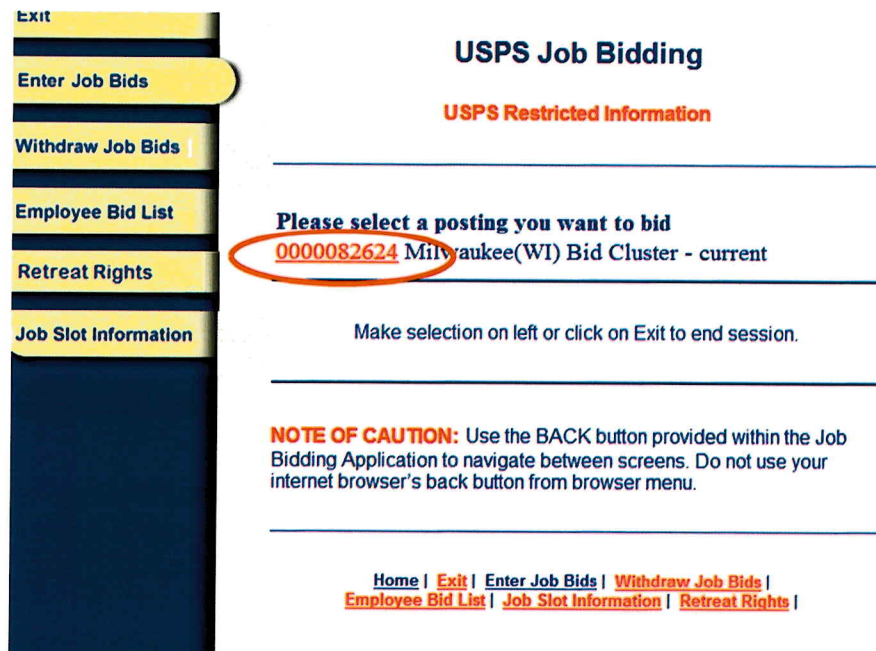 Exit
Enter Job Bids
Withdraw Job Bids
Employee Bid List
Retreat Rights
Job Slot Information
USPS Job Bidding
USPS Restricted Information
Please select a posting you want to bid
0000082624 Milwaukee(WI) Bid Cluster - current
Make selection on left or click on Exit to end session.
NOTE OF CAUTION: Use the BACK button provided within the Job
Bidding Application to navigate between screens. Do not use your
internet browser's back button from browser menu.
Home | Exit | Enter Job Bids | Withdraw Job Bids |
Employee Bid List | Job Slot Information | Retreat Rights |